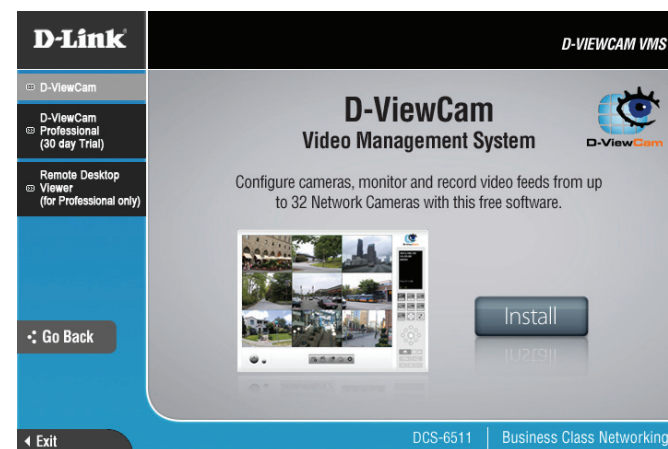 D-Link
D-VIEWCAM VMS
D-ViewCam
D-ViewCam
Professional
(30 day Trial)
Remote Desktop
Viewer
(for Professional only)
Go Back
Exit
D-ViewCam
Video Management System
D-ViewCam
Configure cameras, monitor and record video feeds from up
to 32 Network Cameras with this free software.
Install
DCS-6511
Business Class Networking